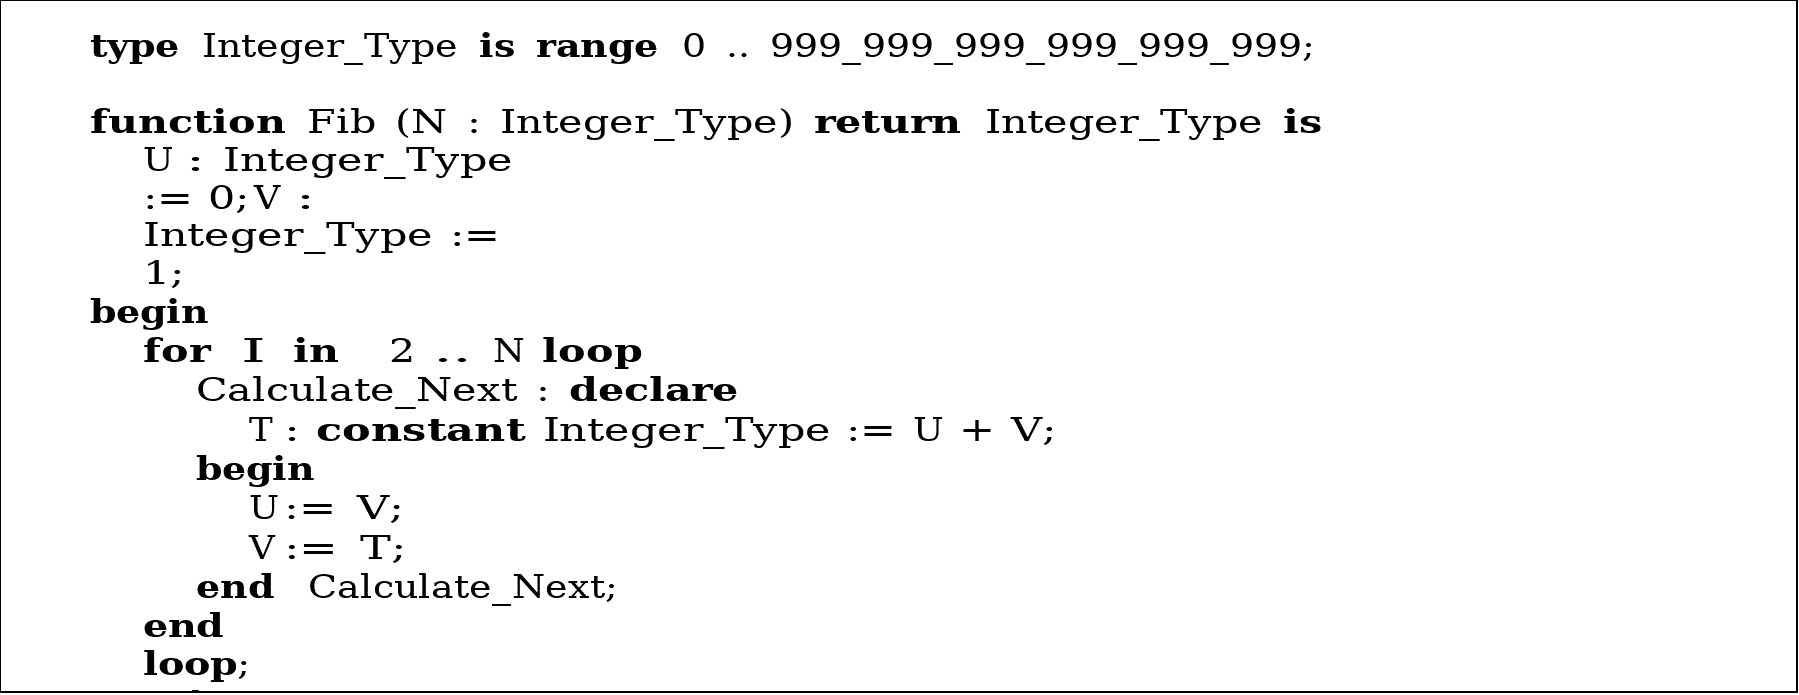 type Integer_Type is range 0 .. 999_999_999_999_999_999;
function Fib (N : Integer_Type) return Integer_Type is
U : Integer_Type
:= 0;V :
Integer_Type :=
1;
begin
for I in 2 .. N loop
Calculate_Next : declare
T : constant Integer_Type := U + V;
begin
U := V;
V := T;
end Calculate_Next;
end
loop;